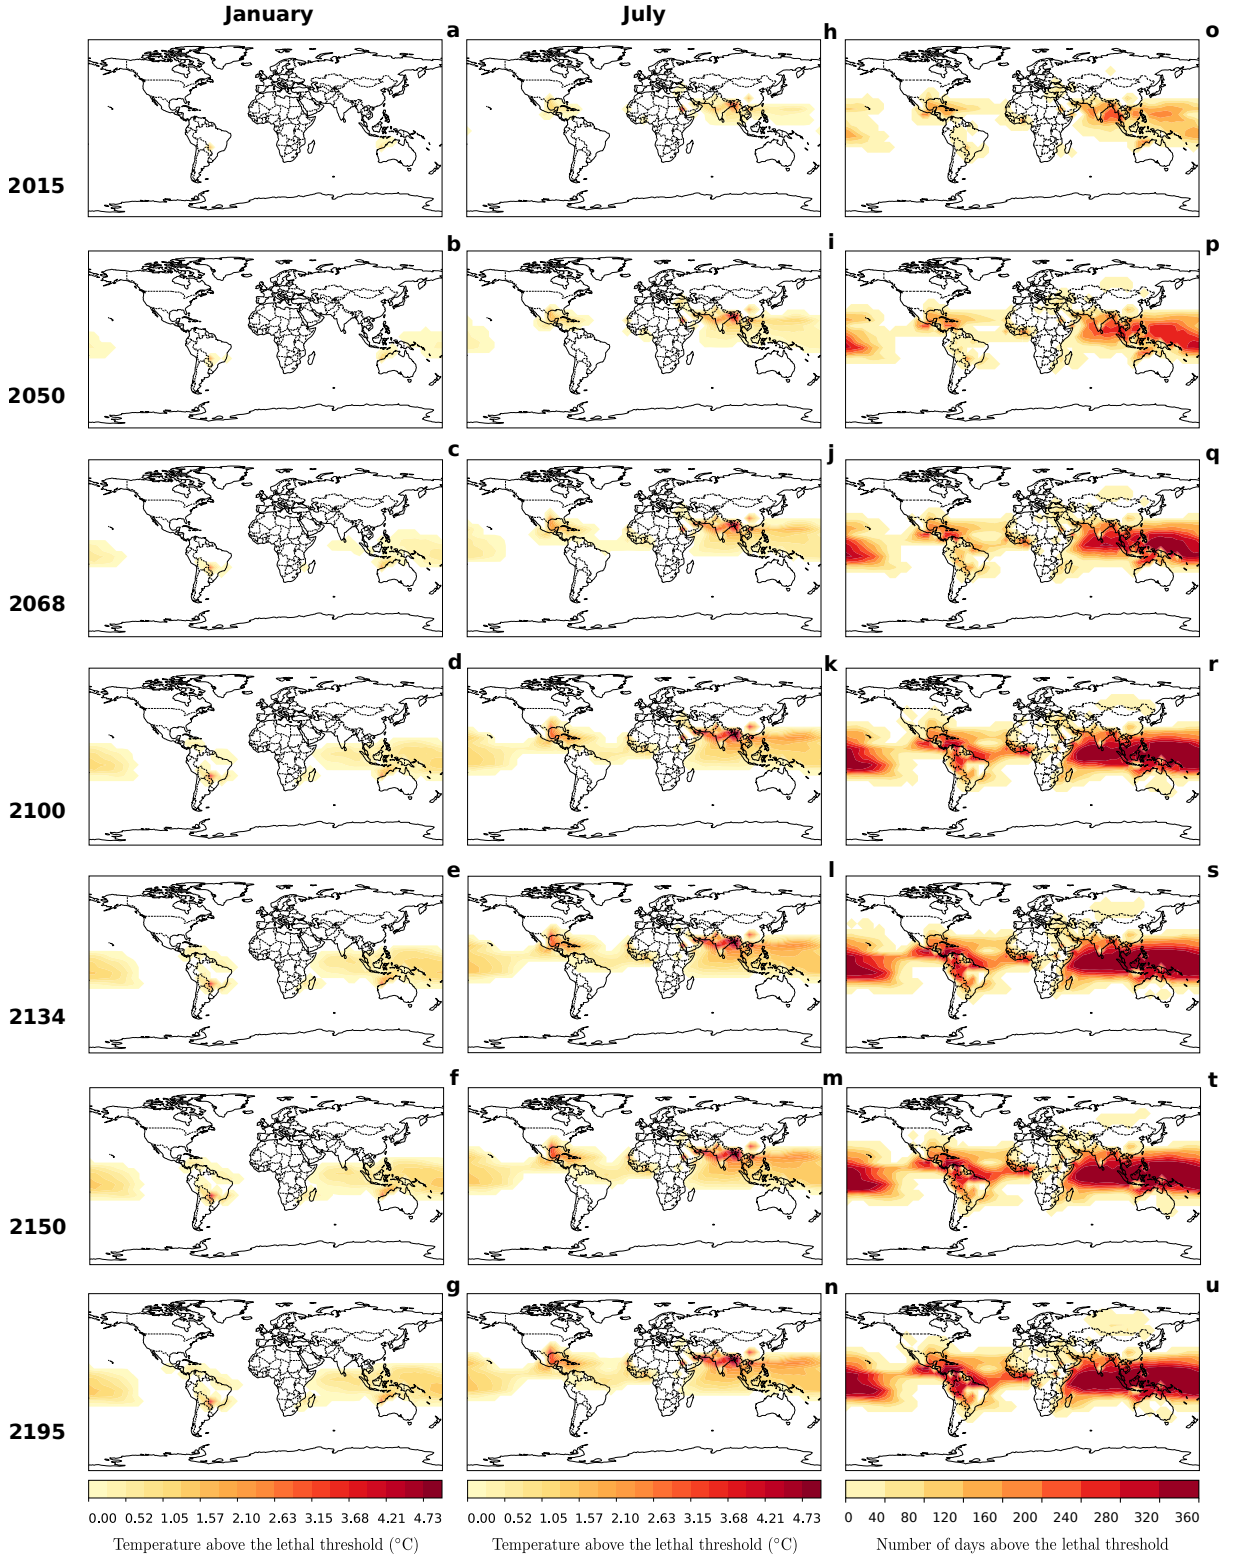 January
July
a
h
o
2015
b
i
p
2050
c
j
q
2068
d
k
r
2100
e
l
s
2134
f
m
t
2150
g
n
u
2195
0.00 0.52 1.05 1.57 2.10 2.63 3.15 3.68 4.21 4.73
0.00 0.52 1.05 1.57 2.10 2.63 3.15 3.68 4.21 4.73
0 40 80 120 160 200 240 280 320 360
Temperature above the lethal threshold (°C)
Temperature above the lethal threshold (°C)
Number of days above the lethal threshold